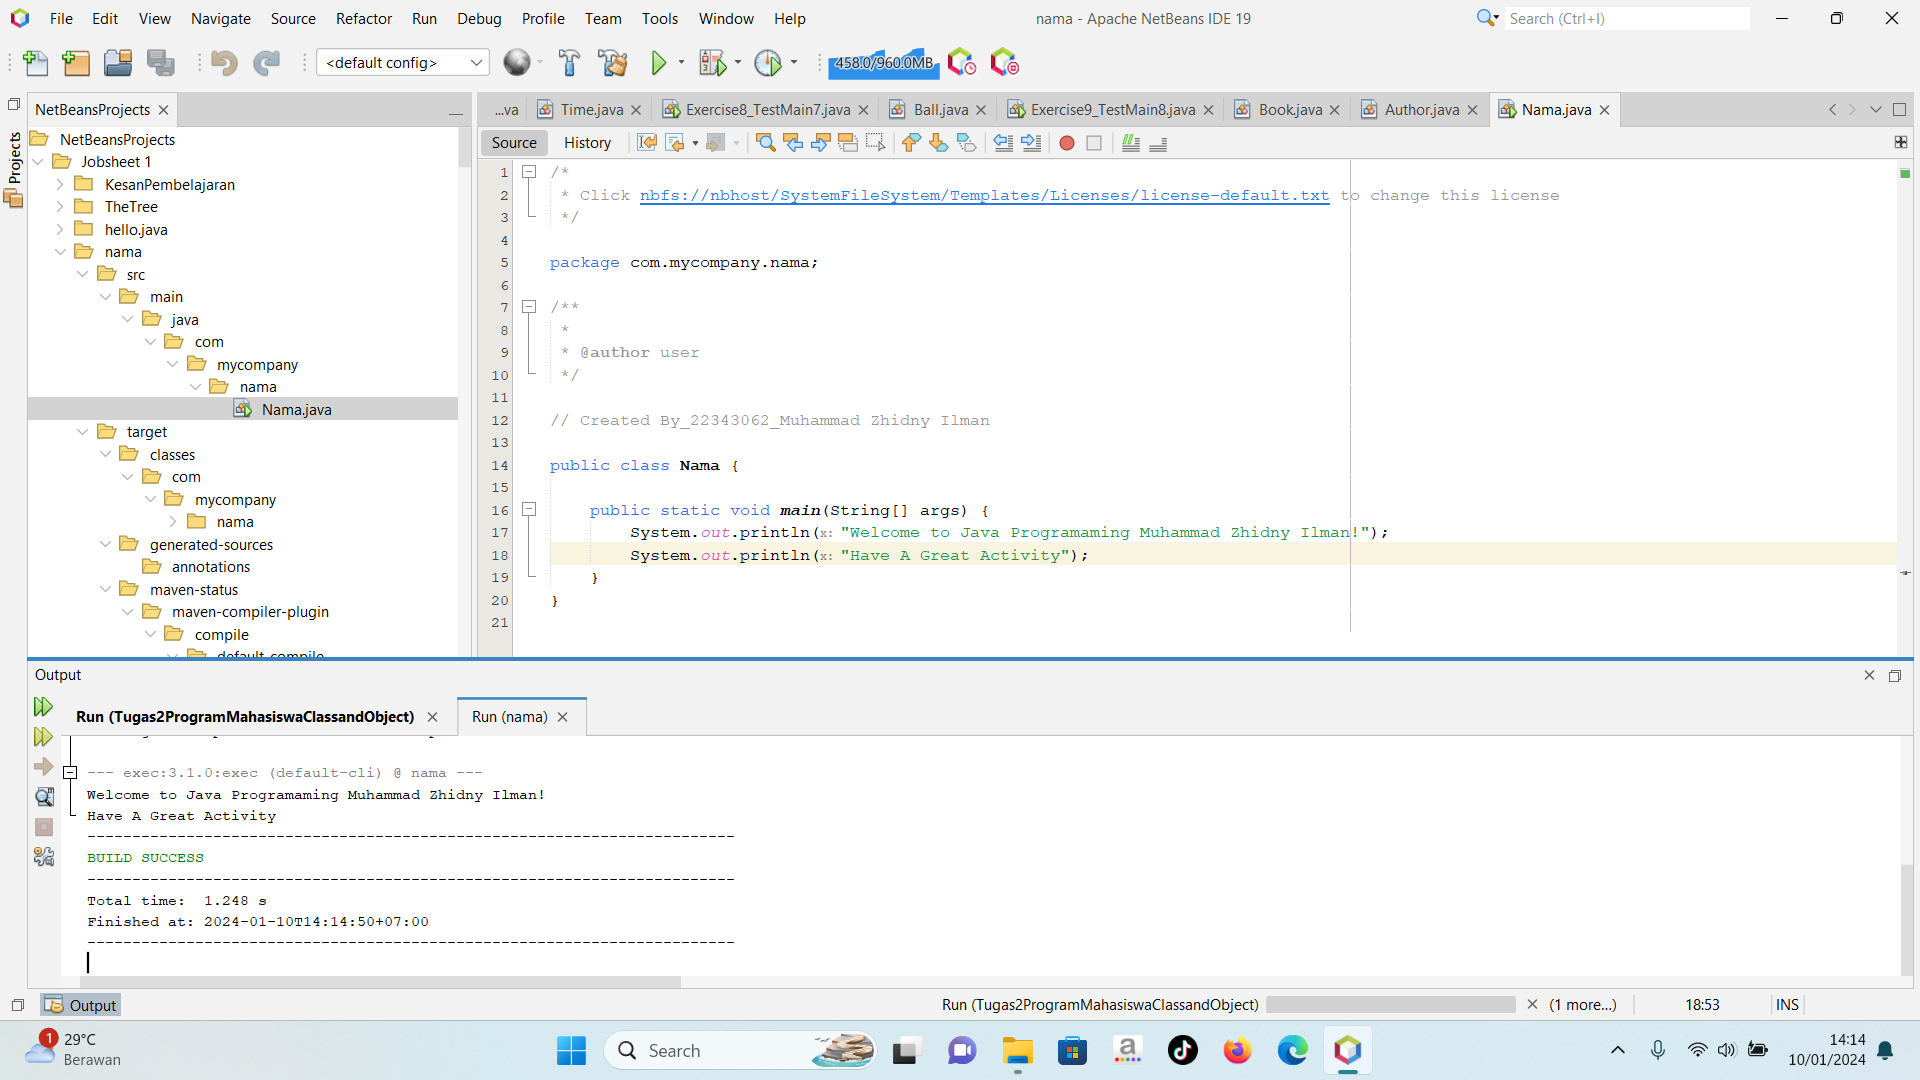 File Edit View Navigate Source Refactor Run Debug Profile Team Tools Window Help
nama - Apache NetBeans IDE 19
Search (Ctrl+I)
<default config>
458.0/960.0MB
Projects
NetBeansProjects
...va Time.java Exercise8_TestMain7.java Ball.java Exercise9_TestMain8.java Book.java Author.java Nama.java
Source History
NetBeansProjects
Jobsheet 1
KesanPembelajaran
TheTree
hello.java
nama
src
main
java
com
mycompany
nama
Nama.java
target
classes
com
mycompany
nama
generated-sources
annotations
maven-status
maven-compiler-plugin
compile
default-compile
1 /*
2 * Click nbfs://nbhost/SystemFileSystem/Templates/Licenses/license-default.txt to change this license
3 */
4
5 package com.mycompany.nama;
6
7 /**
8 *
9 * @author user
10 */
11
12 // Created By_22343062_Muhammad Zhidny Ilman
13
14 public class Nama {
15
16 public static void main(String[] args) {
17 System.out.println(x: "Welcome to Java Programaming Muhammad Zhidny Ilman!");
18 System.out.println(x: "Have A Great Activity");
19 }
20 }
21
Output
Run (Tugas2ProgramMahasiswaClassandObject) Run (nama)
--- exec:3.1.0:exec (default-cli) @ nama ---
Welcome to Java Programaming Muhammad Zhidny Ilman!
Have A Great Activity
------------------------------------------------------------------------
BUILD SUCCESS
------------------------------------------------------------------------
Total time: 1.248 s
Finished at: 2024-01-10T14:14:50+07:00
------------------------------------------------------------------------
Output
Run (Tugas2ProgramMahasiswaClassandObject) (1 more...) 18:53 INS
1
29°C
Berawan
Search
14:14
10/01/2024